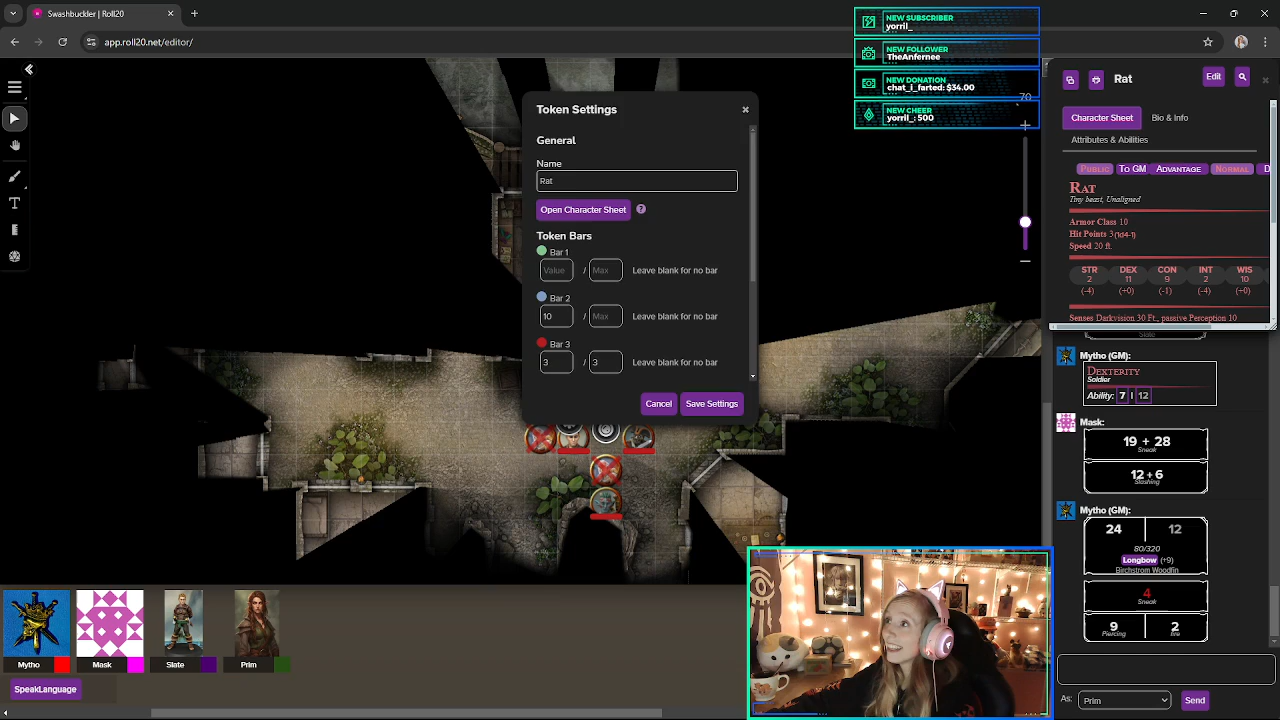 Swashbuckler | Roll20
NEW SUBSCRIBER
yorril_
app.roll20.net/editor/
NEW FOLLOWER
TheAnfernee
NEW DONATION
chat_i_farted: $34.00
NEW CHEER
yorril_: 500
70
Token Settings
General
Name
Rat
Open Character Sheet ?
Token Bars
Bar 1
Value / Max Leave blank for no bar
Bar 2
10 / Max Leave blank for no bar
Bar 3
3 / 3 Leave blank for no bar
Cancel Save Settings
Rat Edit
Character Sheet Bio & Info
Attributes & Abilities
PUBLIC To GM ADVANTAGE NORMAL D
RAT
Tiny beast, Unaligned
Armor Class 10
Hit Points 3 (1d4-1)
Speed 20 ft.
STR DEX CON INT WIS
2 11 9 2 10
(-4) (+0) (-1) (-4) (+0)
Senses Darkvision 30 Ft., passive Perception 10
Slate
Mytho (GM):
DEXTERITY
Soldier
Ability: 7 | 12
Mask:
19 + 28
12 + 6
Slashing
Mytho (GM):
24 12
80/320
Longbow (+9)
Birchstrom Woodfin
4
Sneak
9 2
Piercing fire
As: Prim Send
Mytho
Mask
Slate
Prim
SpeakLanguage